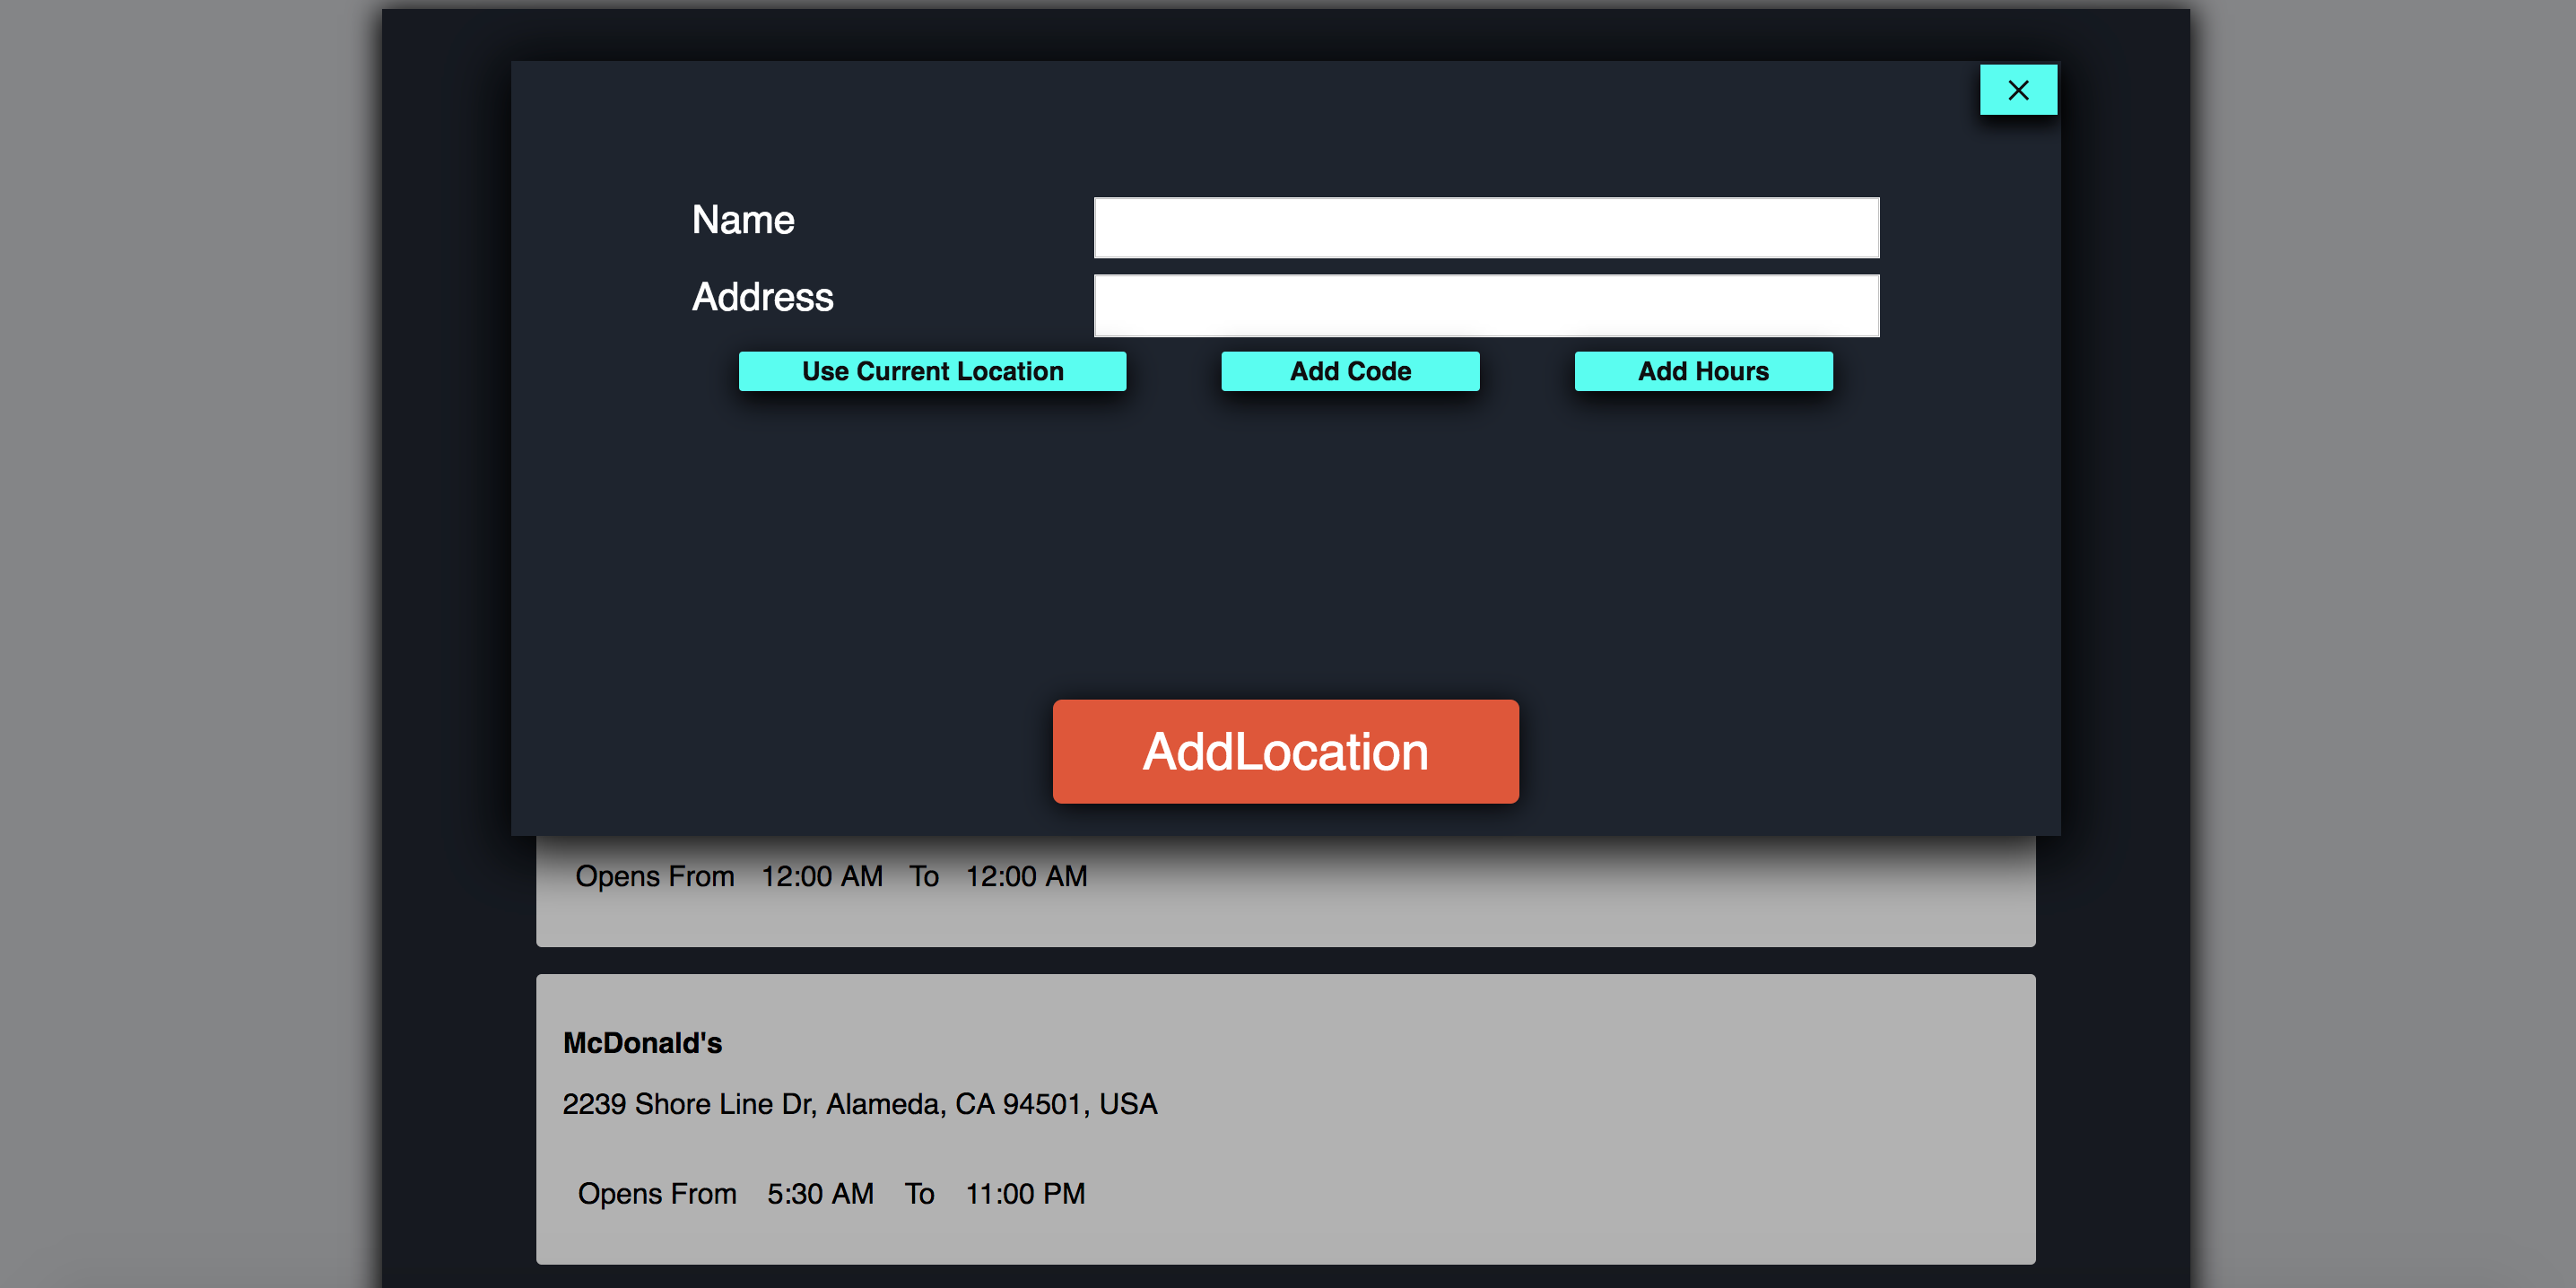 Name
Address
Use Current Location Add Code Add Hours
AddLocation
Opens From 12:00 AM To 12:00 AM
McDonald's
2239 Shore Line Dr, Alameda, CA 94501, USA
Opens From 5:30 AM To 11:00 PM